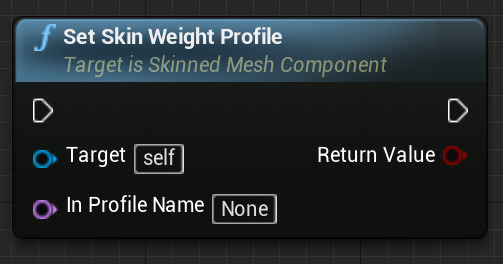 f Set Skin Weight Profile
Target is Skinned Mesh Component
Target self
Return Value
In Profile Name None